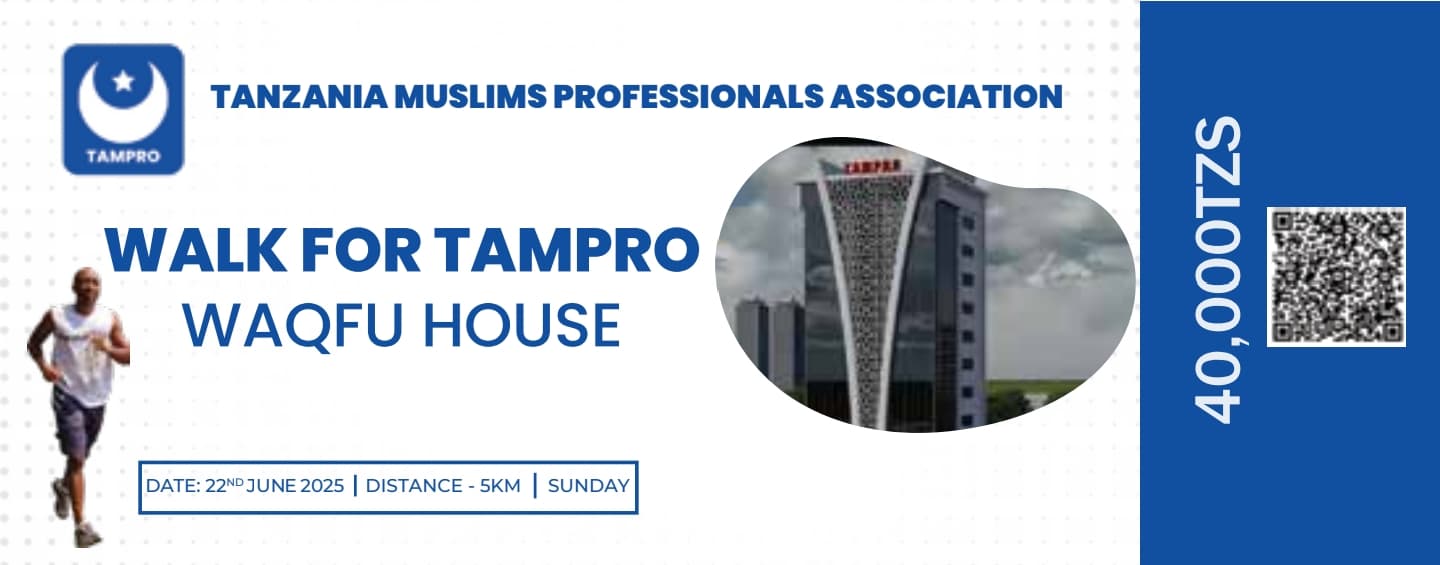 TAMPRO
TANZANIA MUSLIMS PROFESSIONALS ASSOCIATION
WALK FOR TAMPRO
WAQFU HOUSE
TAMPRO
DATE: 22ND JUNE 2025 | DISTANCE - 5KM | SUNDAY
40,000TZS